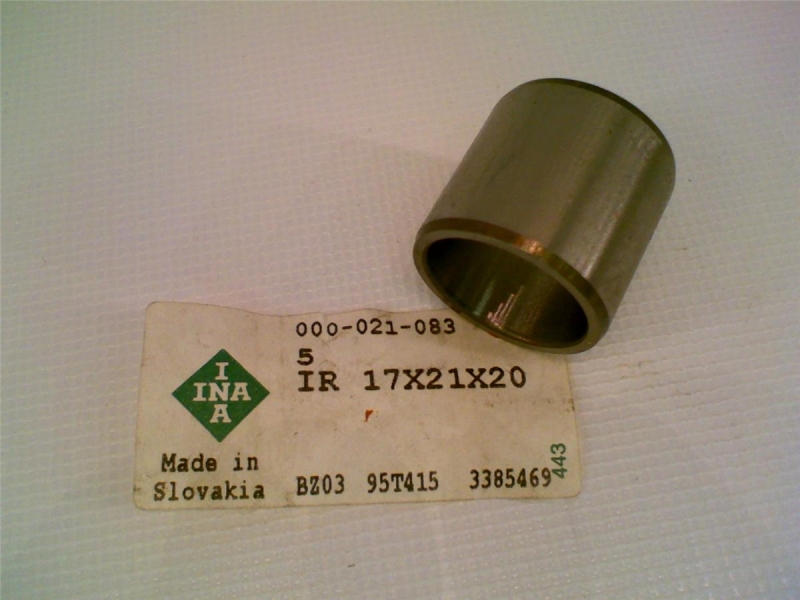 000-021-083
5
IR 17X21X20
I
INA
A
Made in
Slovakia
BZ03 95T415 3385469
443